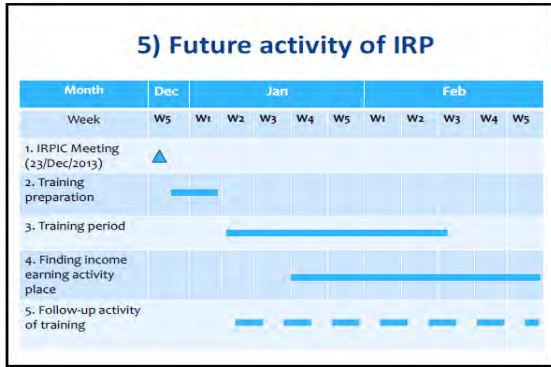 5) Future activity of IRP
Month Dec Jan Feb
Week W5 W1 W2 W3 W4 W5 W1 W2 W3 W4 W5
1. IRPIC Meeting
(23/Dec/2013)
2. Training
preparation
3. Training period
4. Finding income
earning activity
place
5. Follow-up activity
of training